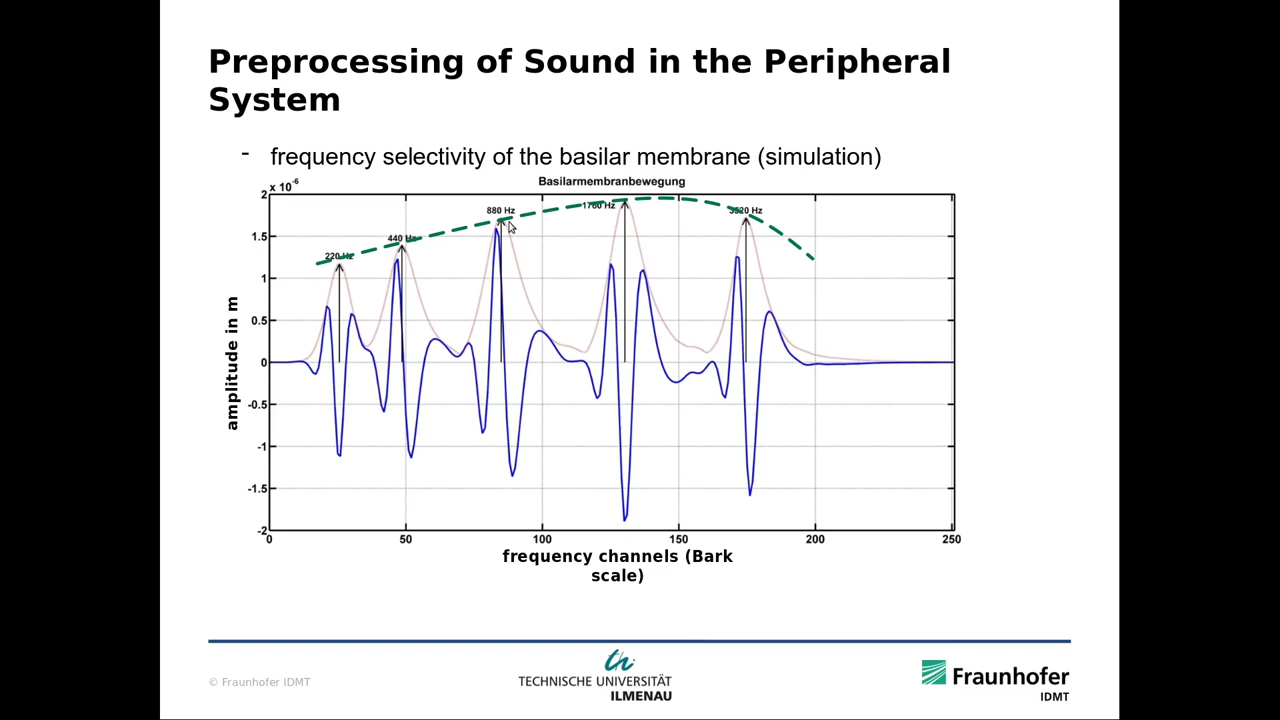 Preprocessing of Sound in the Peripheral
System
- frequency selectivity of the basilar membrane (simulation)
Basilarmembranbewegung
x 10-6
2
1.5
1
0.5
0
-0.5
-1
-1.5
-2
220 Hz
440 Hz
880 Hz
1760 Hz
3520 Hz
amplitude in m
0 50 100 150 200 250
frequency channels (Bark
scale)
© Fraunhofer IDMT
th
TECHNISCHE UNIVERSITÄT
ILMENAU
Fraunhofer
IDMT